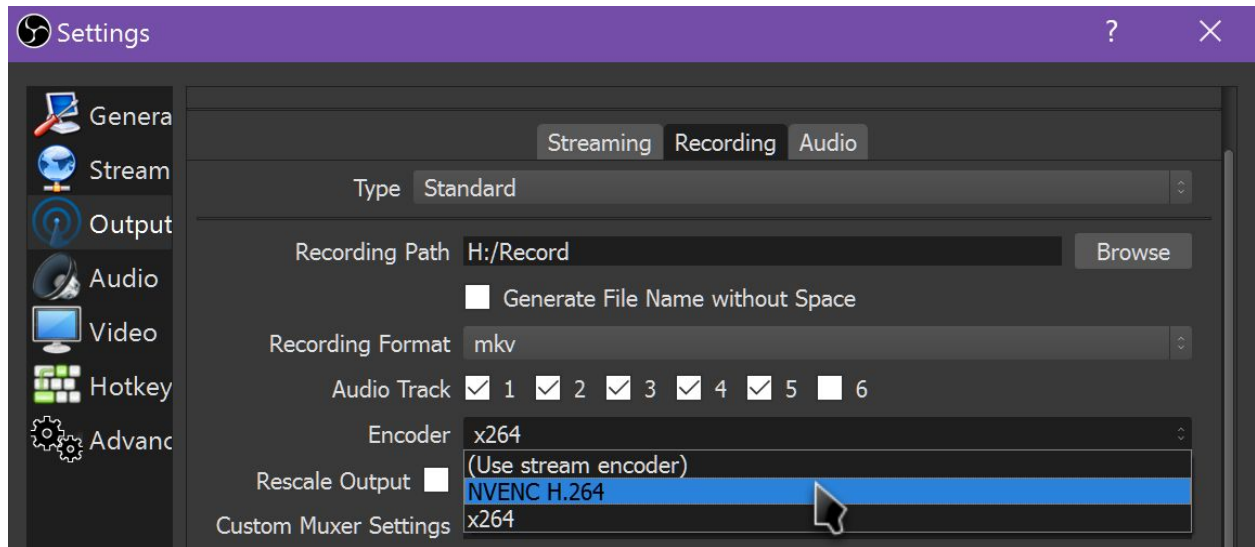 Settings
?
Genera
Stream
Output
Audio
Video
Hotkey
Advanc
Streaming Recording Audio
Type Standard
Recording Path H:/Record Browse
Generate File Name without Space
Recording Format mkv
Audio Track 1 2 3 4 5 6
Encoder x264
(Use stream encoder)
Rescale Output NVENC H.264
Custom Muxer Settings x264